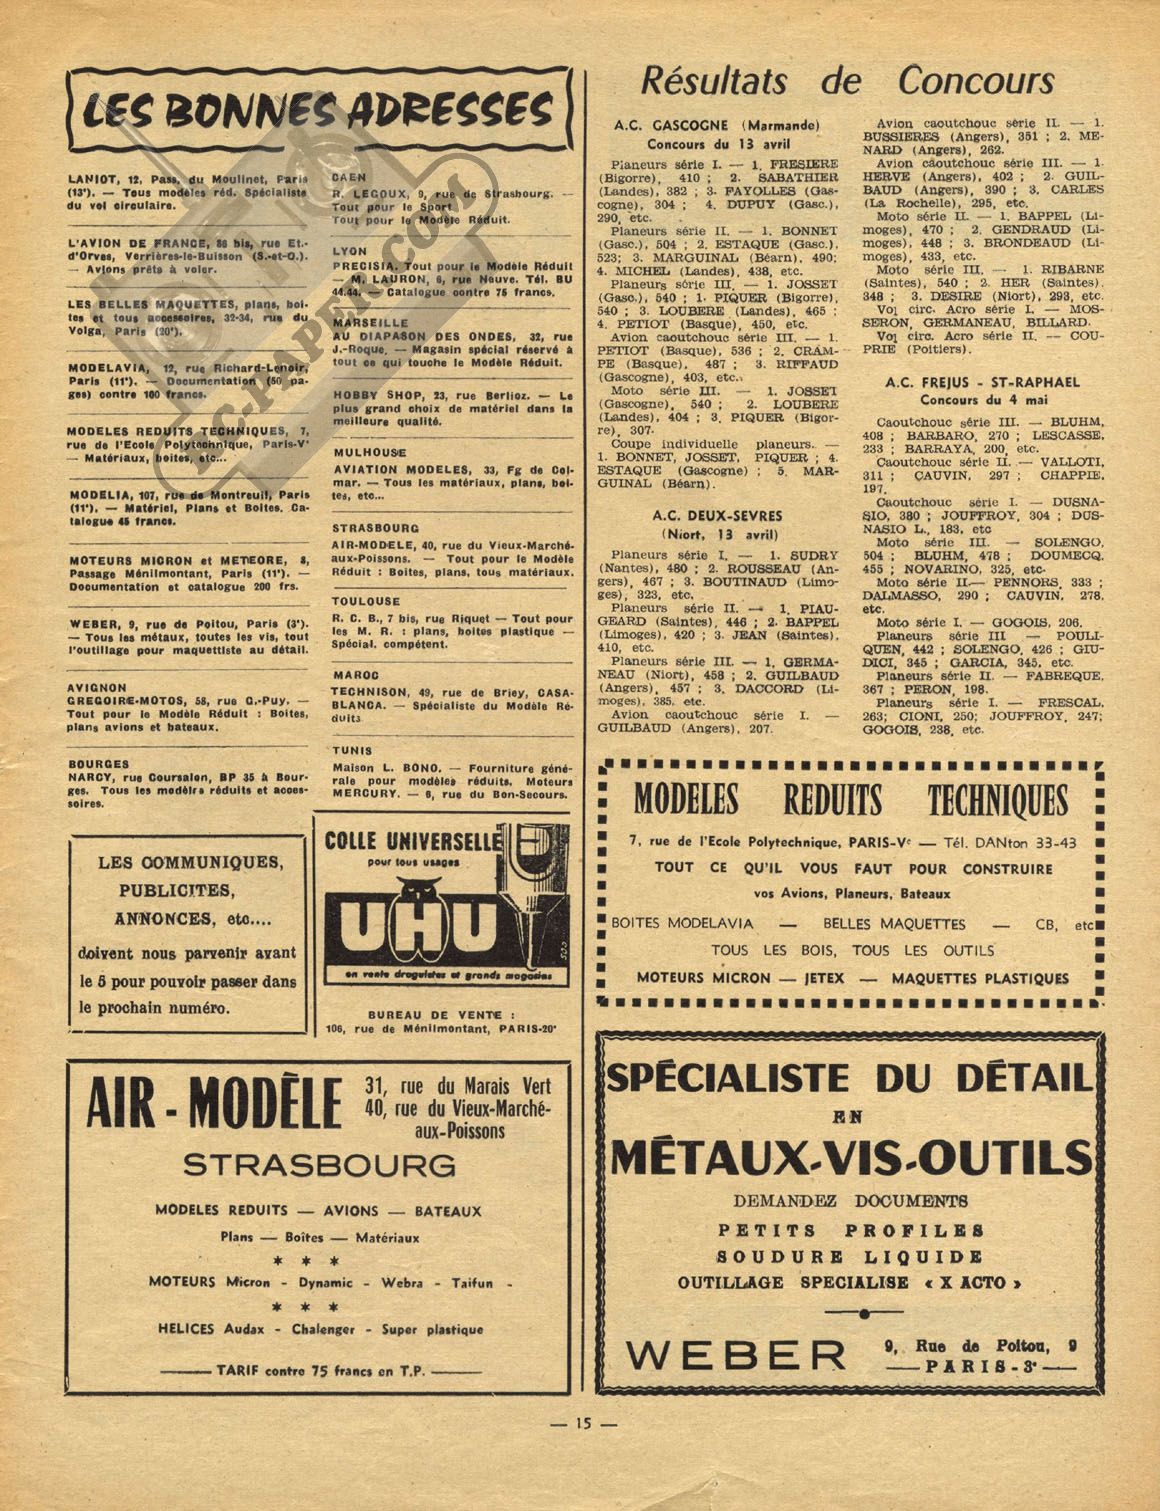 LES BONNES ADRESSES
LANIOT, 12, Pass. du Moulinet, Paris
(13e). — Tous modèles réd. Spécialiste
du vol circulaire.
L'AVION DE FRANCE, 86 bis, rue Et.-
d'Orves, Verrières-le-Buisson (S.-et-O.).
— Avions prêts à voler.
LES BELLES MAQUETTES, plans, boi-
tes et tous accessoires, 32-34, rue du
Volga, Paris (20e).
MODELAVIA, 12, rue Richard-Lenoir,
Paris (11e). — Documentation (50 pa-
ges) contre 100 francs.
MODELES REDUITS TECHNIQUES, 7,
rue de l'Ecole Polytechnique, Paris-Ve
— Matériaux, boites, etc...
MODELIA, 107, rue de Montreuil, Paris
(11e). — Matériel, Plans et Boites. Ca-
talogue 45 francs.
MOTEURS MICRON et METEORE, 8,
Passage Ménilmontant, Paris (11e). —
Documentation et catalogue 200 frs.
WEBER, 9, rue de Poitou, Paris (3e).
— Tous les métaux, toutes les vis, tout
l'outillage pour maquettiste au détail.
AVIGNON
GREGOIRE-MOTOS, 58, rue G.-Puy. —
Tout pour le Modèle Réduit : Boites,
plans avions et bateaux.
BOURGES
NARCY, rue Coursalon, BP 35 à Bour-
ges. Tous les modèles réduits et acces-
soires.
CAEN
R. LEGOUX, 9, rue de Strasbourg. —
Tout pour le Sport
Tout pour le Modèle Réduit.
LYON
PRECISIA. Tout pour le Modèle Réduit
— M. LAURON, 6, rue Neuve. Tél. BU
44.44. — Catalogue contre 75 francs.
MARSEILLE
AU DIAPASON DES ONDES, 32, rue
J.-Roque. — Magasin spécial réservé à
tout ce qui touche le Modèle Réduit.
HOBBY SHOP, 23, rue Berlioz. — Le
plus grand choix de matériel dans la
meilleure qualité.
MULHOUSE
AVIATION MODELES, 33, Fg de Col-
mar. — Tous les matériaux, plans, boi-
tes, etc...
STRASBOURG
AIR-MODELE, 40, rue du Vieux-Marché-
aux-Poissons. — Tout pour le Modèle
Réduit : Boites, plans, tous matériaux.
TOULOUSE
R. C. B., 7 bis, rue Riquet — Tout pour
les M. R. : plans, boites plastique —
Spécial. compétent.
MAROC
TECHNISON, 49, rue de Briey, CASA-
BLANCA. — Spécialiste du Modèle Ré-
duits
TUNIS
Maison L. BONO. — Fourniture géné-
rale pour modèles réduits. Moteurs
MERCURY. — 6, rue du Bon-Secours.
LES COMMUNIQUES,
PUBLICITES,
ANNONCES, etc....
doivent nous parvenir avant
le 5 pour pouvoir passer dans
le prochain numéro.
COLLE UNIVERSELLE
pour tous usages
UHU
en vente droguistes et grands magasins
BUREAU DE VENTE :
106, rue de Ménilmontant, PARIS-20e
AIR - MODÈLE
31, rue du Marais Vert
40, rue du Vieux-Marché-
aux-Poissons
STRASBOURG
MODELES REDUITS — AVIONS — BATEAUX
Plans — Boîtes — Matériaux
* * *
MOTEURS Micron - Dynamic - Webra - Taifun -
* * *
HELICES Audax - Chalenger - Super plastique
TARIF contre 75 francs en T.P.
Résultats de Concours
A.C. GASCOGNE (Marmande)
Concours du 13 avril
Planeurs série I. — 1. FRESIERE
(Bigorre), 410 ; 2. SABATHIER
(Landes), 382 ; 3. FAYOLLES (Gas-
cogne), 304 ; 4. DUPUY (Gasc.),
290, etc.
Planeurs série II. — 1. BONNET
(Gasc.), 504 ; 2. ESTAQUE (Gasc.),
523; 3. MARGUINAL (Béarn), 490;
4. MICHEL (Landes), 438, etc.
Planeurs série III. — 1. JOSSET
(Gasc.), 540 ; 1. PIQUER (Bigorre),
540 ; 3. LOUBERE (Landes), 465 ;
4. PETIOT (Basque), 450, etc.
Avion caoutchouc série III. — 1.
PETIOT (Basque), 536 ; 2. CRAM-
PE (Basque), 487 ; 3. RIFFAUD
(Gascogne), 403, etc.
Moto série III. — 1. JOSSET
(Gascogne), 540 ; 2. LOUBERE
(Landes), 404 ; 3. PIQUER (Bigor-
re), 307.
Coupe individuelle planeurs. —
1. BONNET, JOSSET, PIQUER ; 4.
ESTAQUE (Gascogne) ; 5. MAR-
GUINAL (Béarn).
A.C. DEUX-SEVRES
(Niort, 13 avril)
Planeurs série I. — 1. SUDRY
(Nantes), 480 ; 2. ROUSSEAU (An-
gers), 467 ; 3. BOUTINAUD (Limo-
ges), 323, etc.
Planeurs série II. — 1. PIAU-
GEARD (Saintes), 446 ; 2. BAPPEL
(Limoges), 420 ; 3. JEAN (Saintes),
410, etc.
Planeurs série III. — 1. GERMA-
NEAU (Niort), 458 ; 2. GUILBAUD
(Angers), 457 ; 3. DACCORD (Li-
moges), 385, etc.
Avion caoutchouc série I. —
GUILBAUD (Angers), 207.
Avion caoutchouc série II. — 1.
BUSSIERES (Angers), 351 ; 2. ME-
NARD (Angers), 262.
Avion caoutchouc série III. — 1.
HERVE (Angers), 402 ; 2. GUIL-
BAUD (Angers), 390 ; 3. CARLES
(La Rochelle), 295, etc.
Moto série II. — 1. BAPPEL (Li-
moges), 470 ; 2. GENDRAUD (Li-
moges), 448 ; 3. BRONDEAUD (Li-
moges), 433, etc.
Moto série III. — 1. RIBARNE
(Saintes), 540 ; 2. HER (Saintes).
348 ; 3. DESIRE (Niort), 293, etc.
Vol circ. Acro série I. — MOS-
SERON, GERMANEAU, BILLARD.
Vol circ. Acro série II. — COU-
PRIE (Poitiers).
A.C. FREJUS - ST-RAPHAEL
Concours du 4 mai
Caoutchouc série III. — BLUHM,
408 ; BARBARO, 270 ; LESCASSE,
233 ; BARRAYA, 200, etc.
Caoutchouc série II. — VALLOTI,
311 ; CAUVIN, 297 ; CHAPPIE,
197.
Caoutchouc série I. — DUSNA-
SIO, 380 ; JOUFFROY, 304 ; DUS-
NASIO L., 183, etc
Moto série III. — SOLENGO,
504 ; BLUHM, 478 ; DOUMECQ,
455 ; NOVARINO, 325, etc.
Moto série II.— PENNORS, 333 ;
DALMASSO, 290 ; CAUVIN, 278,
etc.
Moto série I. — GOGOIS, 206.
Planeurs série III — POULI-
QUEN, 442 ; SOLENGO, 426 ; GIU-
DICI, 345 ; GARCIA, 345, etc.
Planeurs série II. — FABREQUE,
367 ; PERON, 198.
Planeurs série I. — FRESCAL,
263; CIONI, 250; JOUFFROY, 247;
GOGOIS, 238, etc.
MODELES REDUITS TECHNIQUES
7, rue de l'Ecole Polytechnique, PARIS-Ve — Tél. DANton 33-43
TOUT CE QU'IL VOUS FAUT POUR CONSTRUIRE
vos Avions, Planeurs, Bateaux
BOITES MODELAVIA — BELLES MAQUETTES — CB, etc
TOUS LES BOIS, TOUS LES OUTILS
MOTEURS MICRON — JETEX — MAQUETTES PLASTIQUES
SPÉCIALISTE DU DÉTAIL
EN
MÉTAUX-VIS-OUTILS
DEMANDEZ DOCUMENTS
PETITS PROFILES
SOUDURE LIQUIDE
OUTILLAGE SPECIALISE « X ACTO »
WEBER
9, Rue de Poitou, 9
PARIS-3e
— 15 —
CLIC-PAPER.COM